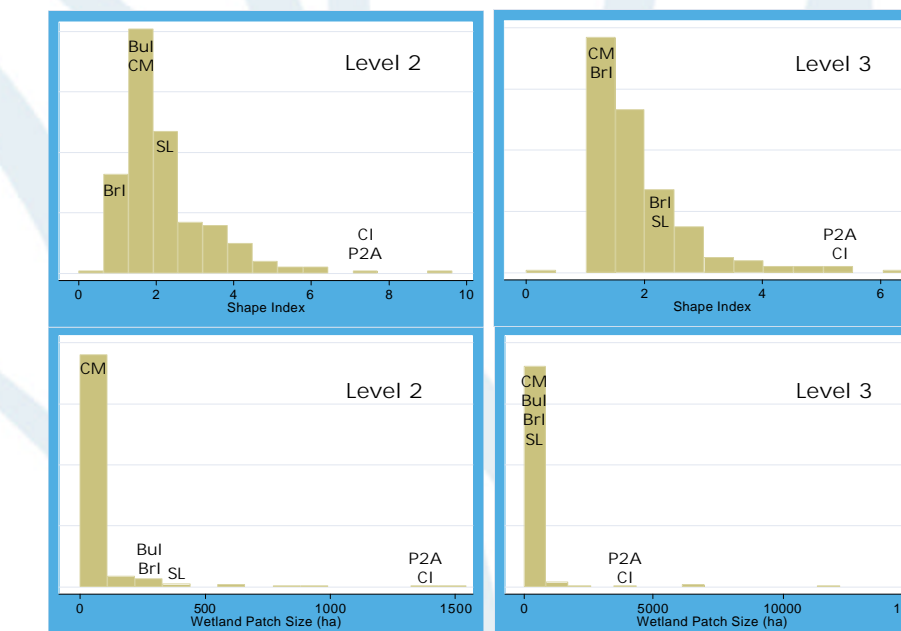 Level 2
BuI
CM
SL
BrI
CI
P2A
0 2 4 6 8 10
Shape Index
Level 3
CM
BrI
BrI
SL
P2A
CI
0 2 4 6
Shape Index
Level 2
CM
BuI
BrI SL
P2A
CI
0 500 1000 1500
Wetland Patch Size (ha)
Level 3
CM
BuI
BrI
SL
P2A
CI
0 5000 10000
Wetland Patch Size (ha)